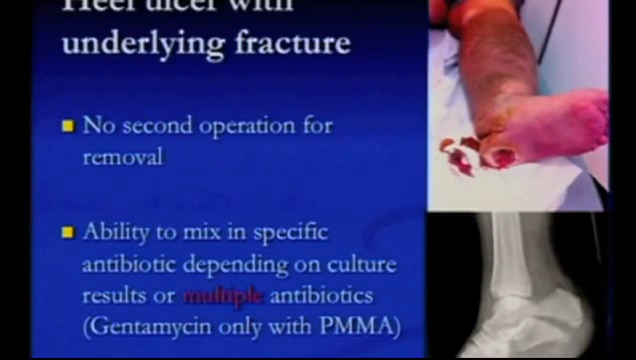 Heel ulcer with
underlying fracture
No second operation for
removal
Ability to mix in specific
antibiotic depending on culture
results or multiple antibiotics
(Gentamycin only with PMMA)